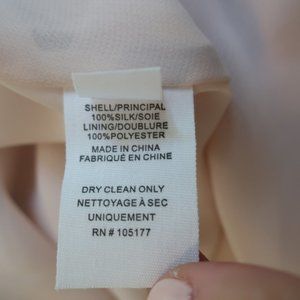 SHELL/PRINCIPAL
100%SILK/SOIE
LINING/DOUBLURE
100%POLYESTER
MADE IN CHINA
FABRIQUÉ EN CHINE
DRY CLEAN ONLY
NETTOYAGE À SEC
UNIQUEMENT
RN # 105177